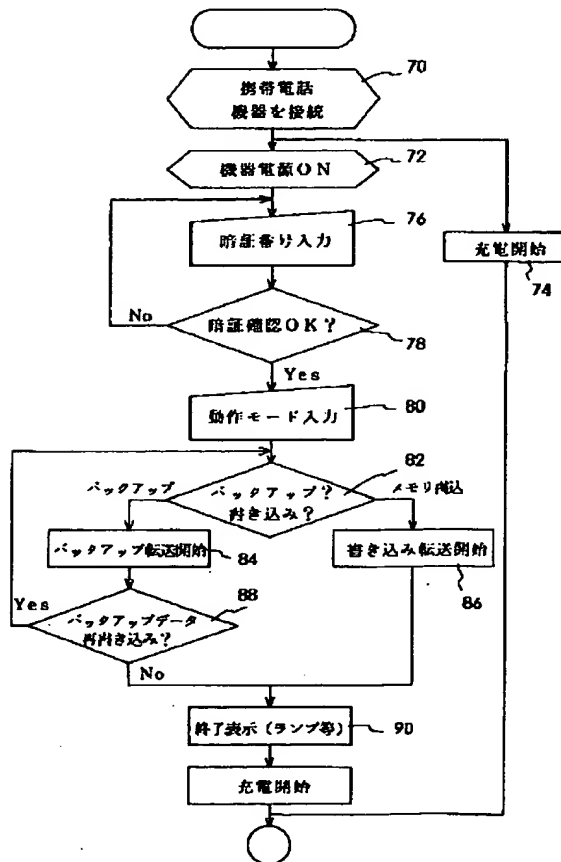 携帯電話
機器を接続
70
機器電源ON
72
76
暗証番号入力
充電開始
74
No
暗証確認OK?
78
Yes
動作モード入力
80
82
バックアップ
バックアップ?
書き込み?
メモリ書込
バックアップ転送開始
84
書き込み転送開始
86
Yes
バックアップデータ
再書き込み?
88
No
終了表示(ランプ等)
90
充電開始